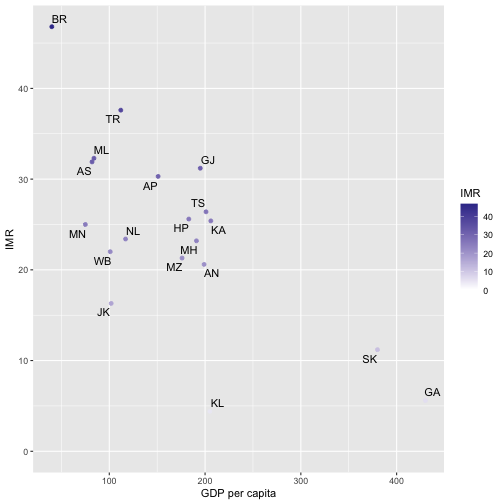 BR
40
TR
ML
AS
GJ
AP
30
TS
HP
KA
MN
NL
MH
WB
MZ
AN
20
JK
SK
10
GA
KL
0
IMR
100
200
300
400
GDP per capita
IMR
40
30
20
10
0